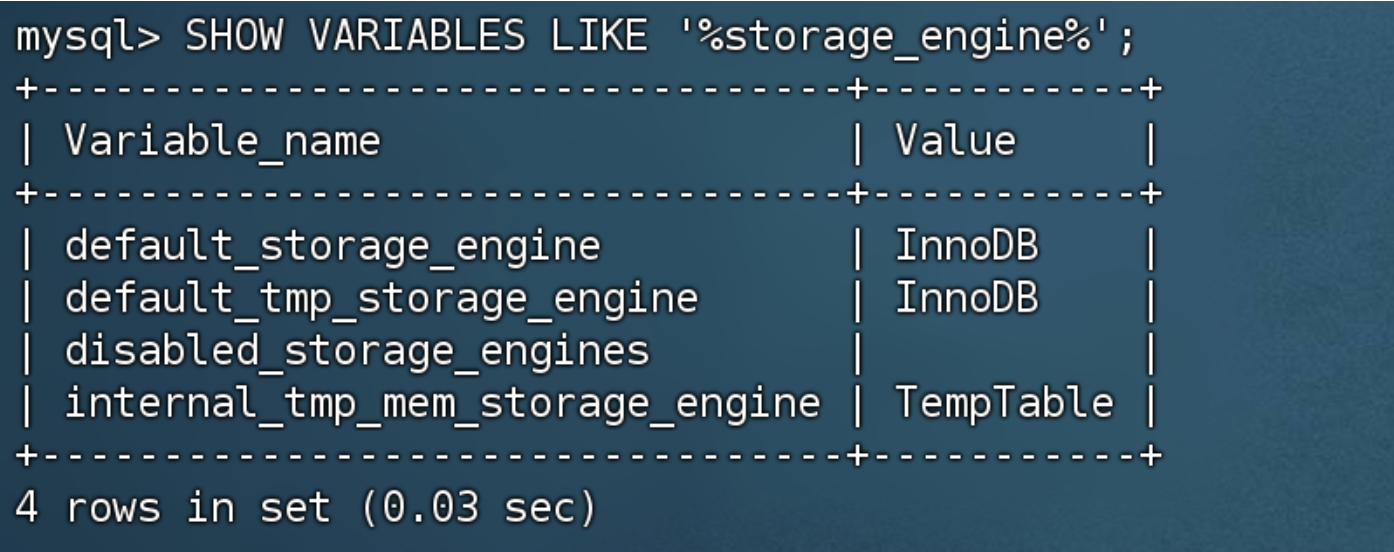 mysql> SHOW VARIABLES LIKE '%storage_engine%';
+---------------------------------+-----------+
| Variable_name                   | Value     |
+---------------------------------+-----------+
| default_storage_engine          | InnoDB    |
| default_tmp_storage_engine      | InnoDB    |
| disabled_storage_engines        |           |
| internal_tmp_mem_storage_engine | TempTable |
+---------------------------------+-----------+
4 rows in set (0.03 sec)